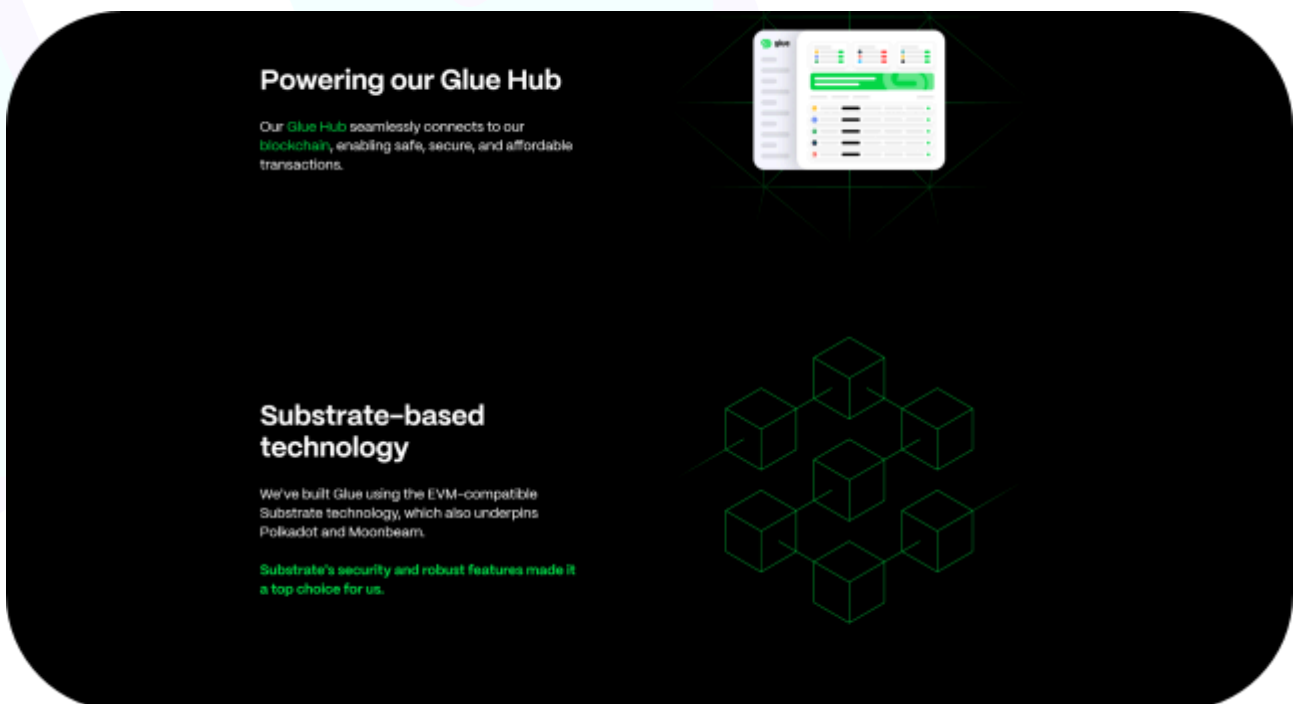 Powering our Glue Hub
glue
Our Glue Hub seamlessly connects to our
blockchain, enabling safe, secure, and affordable
transactions.
Substrate-based
technology
We've built Glue using the EVM-compatible
Substrate technology, which also underpins
Polkadot and Moonbeam.
Substrate's security and robust features made it
a top choice for us.